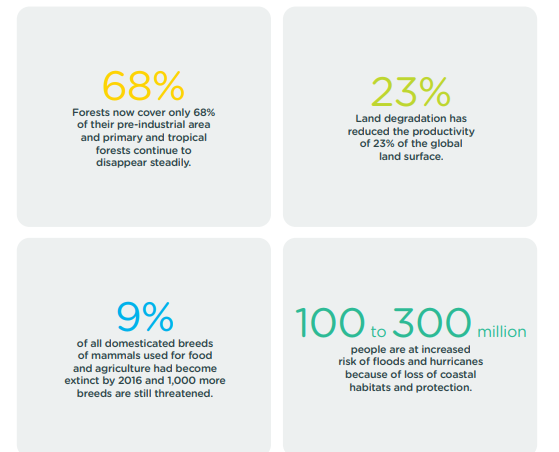 68%
Forests now cover only 68%
of their pre-industrial area
and primary and tropical
forests continue to
disappear steadily.
23%
Land degradation has
reduced the productivity
of 23% of the global
land surface.
9%
of all domesticated breeds
of mammals used for food
and agriculture had become
extinct by 2016 and 1,000 more
breeds are still threatened.
100 to 300 million
people are at increased
risk of floods and hurricanes
because of loss of coastal
habitats and protection.